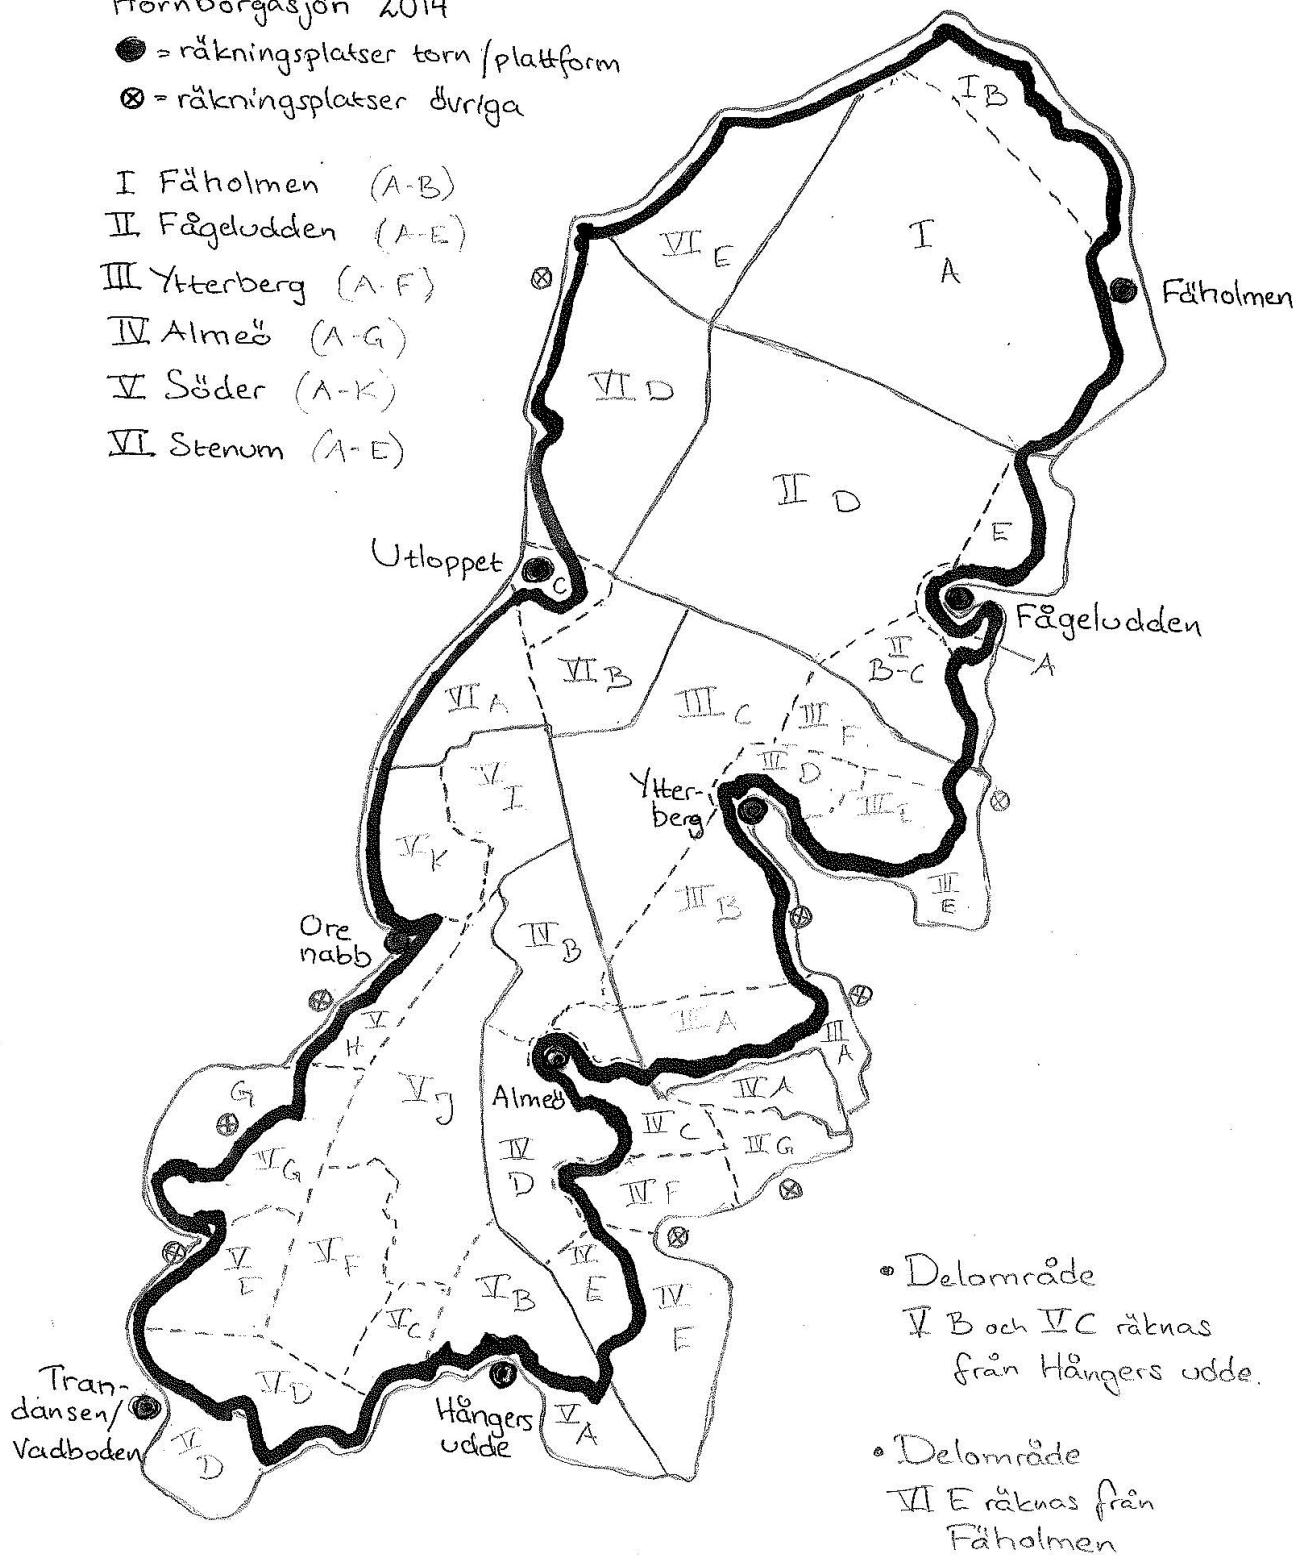 Hornborgasjön 2014
= räkningsplatser torn/plattform
= räkningsplatser övriga
I Fäholmen (A-B)
II Fågeludden (A-E)
III Ytterberg (A-F)
IV Almeö (A-G)
V Söder (A-K)
VI Stenum (A-E)
I B
VI E
I A
Fäholmen
VI D
II D
E
Utloppet
C
Fågeludden
II B-C
A
VI B
VI A
III C
III F
III D
V I
Ytter-
berg
III E
V K
III E
III B
Ore
nabb
IV B
III A
V H
III A
G
V J
Almeö
IV A
IV C
III G
IV D
V G
IV F
V E
V F
IV E
IV E
V B
V C
• Delområde
V B och V C räknas
från Hångers udde.
Tran-
dansen/
Vadboden
V D
Hångers
udde
V A
V D
• Delområde
VI E räknas från
Fäholmen